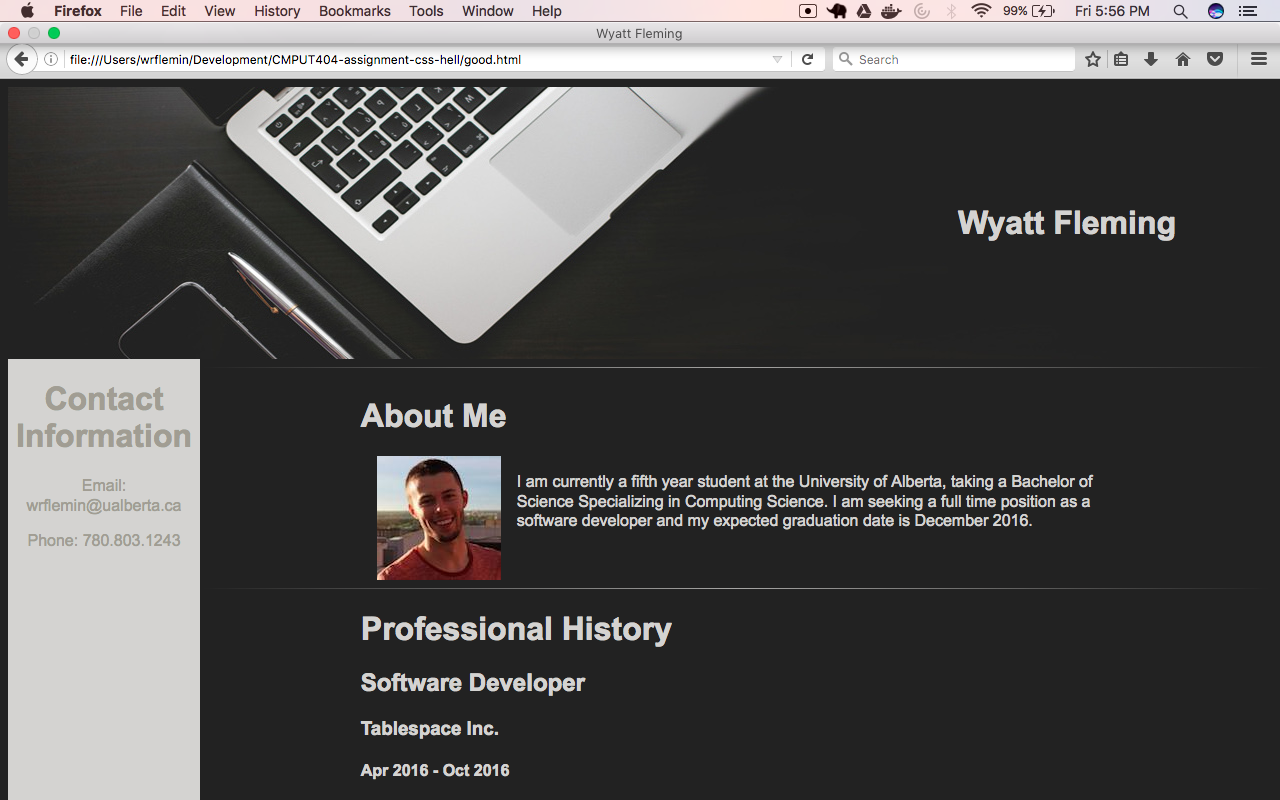 Firefox File Edit View History Bookmarks Tools Window Help 99% Fri 5:56 PM
Wyatt Fleming
file:///Users/wrflemin/Development/CMPUT404-assignment-css-hell/good.html Search
Wyatt Fleming
Contact
Information
Email:
wrflemin@ualberta.ca
Phone: 780.803.1243
About Me
I am currently a fifth year student at the University of Alberta, taking a Bachelor of
Science Specializing in Computing Science. I am seeking a full time position as a
software developer and my expected graduation date is December 2016.
Professional History
Software Developer
Tablespace Inc.
Apr 2016 - Oct 2016